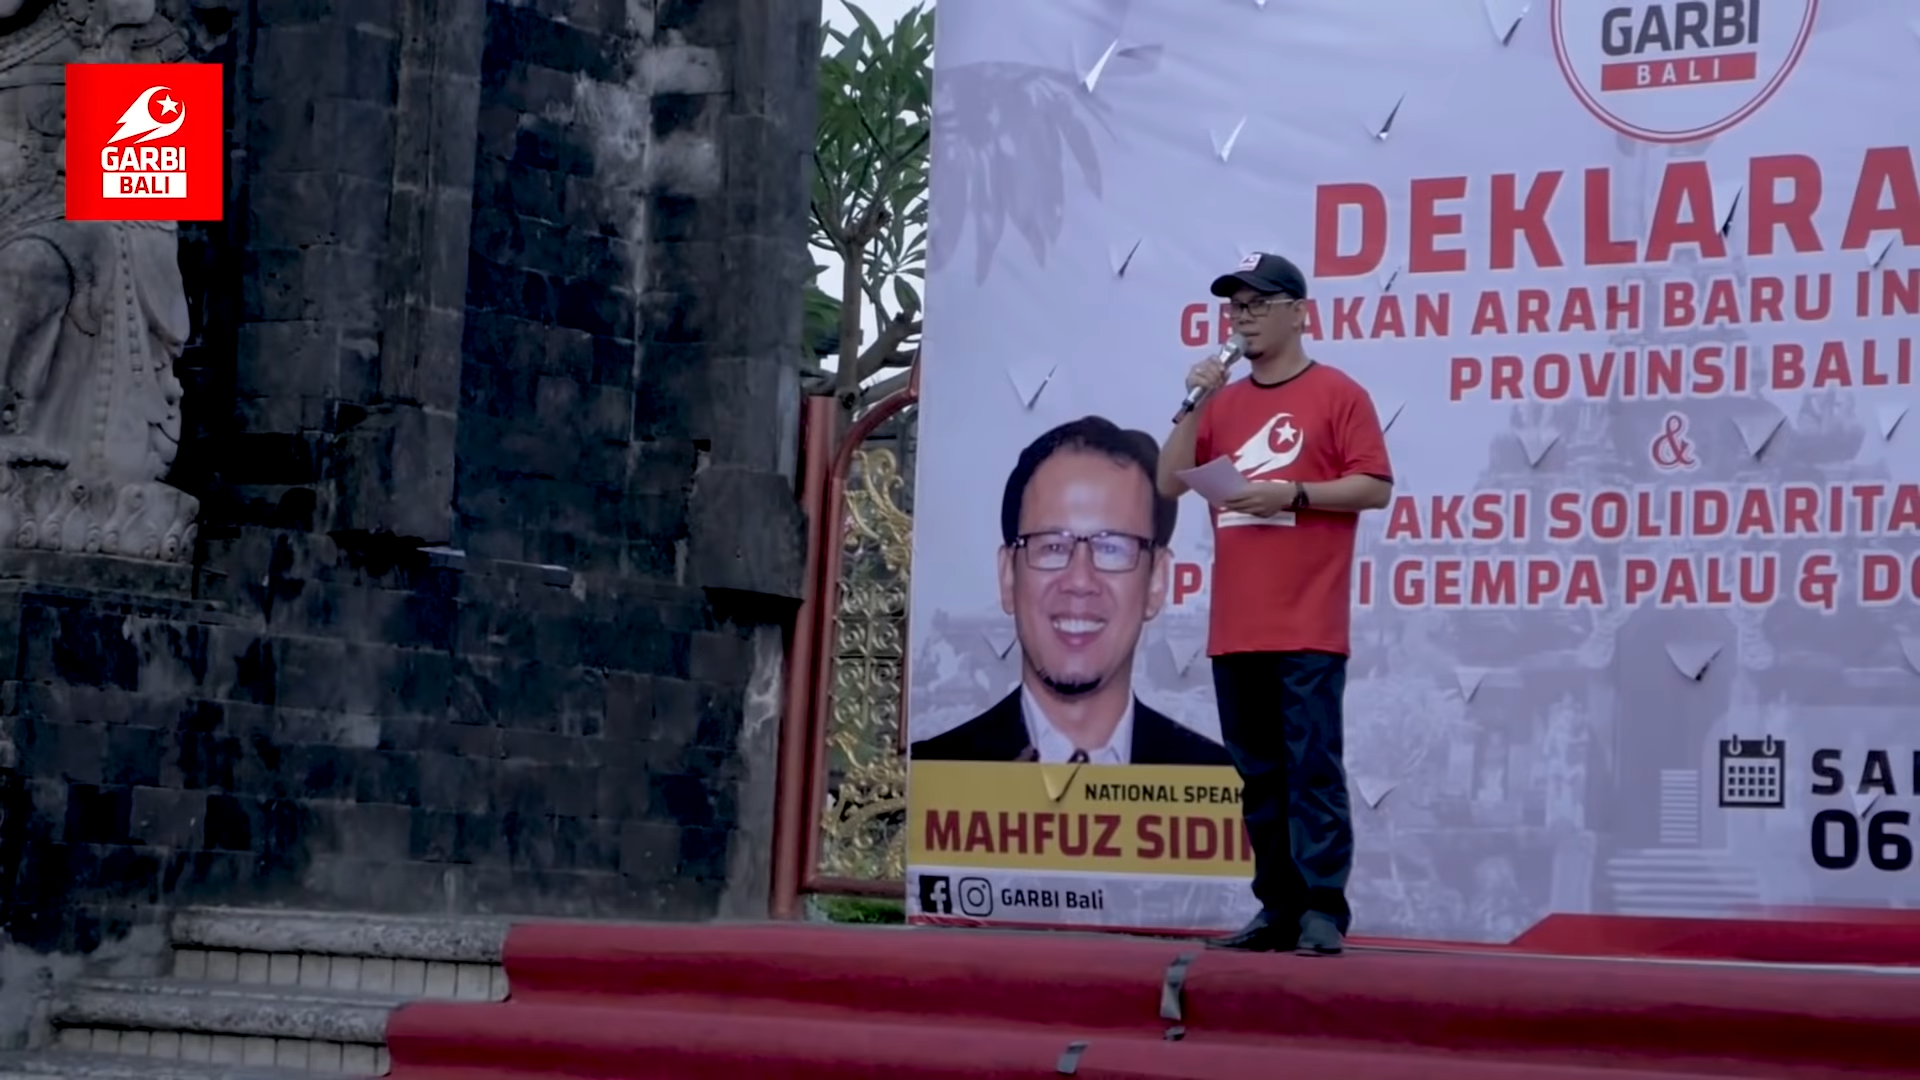 GARBI
BALI
GARBI
BALI
DEKLARA
AKAN ARAH BARU IN
PROVINSI BALI
&
AKSI SOLIDARITA
GEMPA PALU & DO
NATIONAL SPEAK
MAHFUZ SIDI
GARBI Bali
SA
06